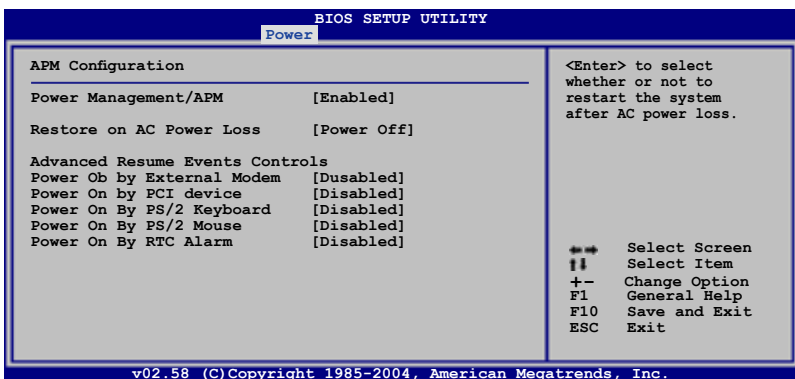 BIOS SETUP UTILITY
Power
APM Configuration
Power Management/APM [Enabled]
Restore on AC Power Loss [Power Off]
Advanced Resume Events Controls
Power Ob by External Modem [Dusabled]
Power On by PCI device [Disabled]
Power On By PS/2 Keyboard [Disabled]
Power On By PS/2 Mouse [Disabled]
Power On By RTC Alarm [Disabled]
<Enter> to select
whether or not to
restart the system
after AC power loss.
←→ Select Screen
↑↓ Select Item
+- Change Option
F1 General Help
F10 Save and Exit
ESC Exit
v02.58 (C)Copyright 1985-2004, American Megatrends, Inc.